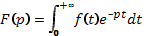 F(p) = ∫₀^{+∞} f(t)e^{-pt}dt